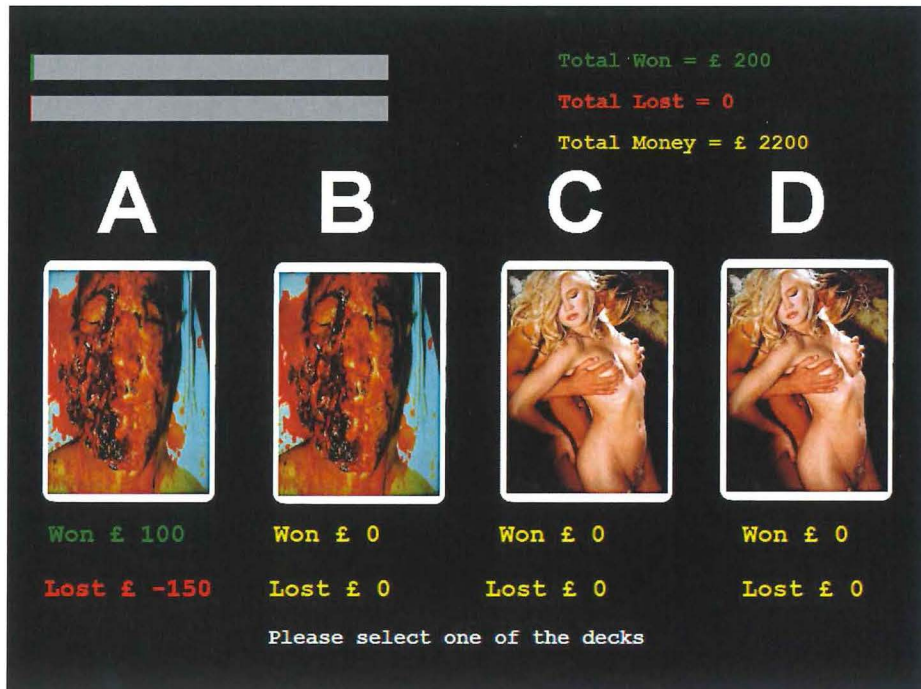 Total Won = £ 200
Total Lost = 0
Total Money = £ 2200
A B C D
Won £ 100 Won £ 0 Won £ 0 Won £ 0
Lost £ -150 Lost £ 0 Lost £ 0 Lost £ 0
Please select one of the decks